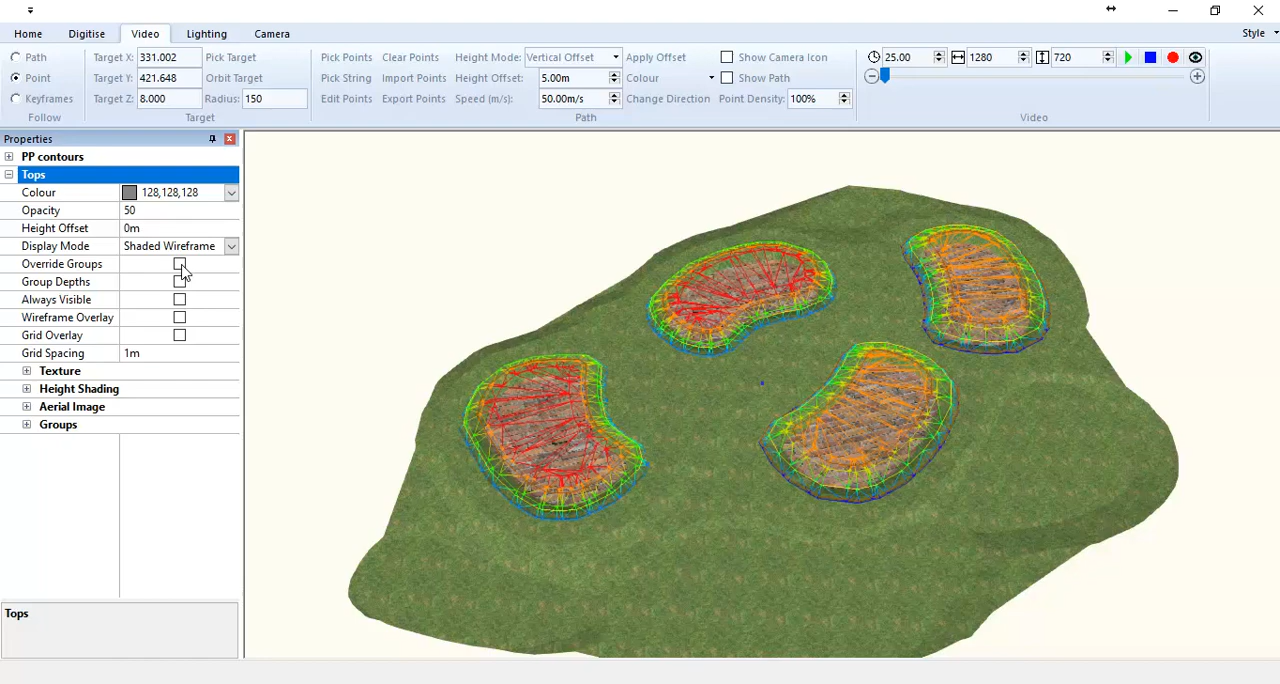 Home Digitise Video Lighting Camera Style
Path Target X: 331.002 Pick Target Pick Points Clear Points Height Mode: Vertical Offset Apply Offset Show Camera Icon 25.00 1280 720
Point Target Y: 421.648 Orbit Target Pick String Import Points Height Offset: 5.00m Colour Show Path
Keyframes Target Z: 8.000 Radius: 150 Edit Points Export Points Speed (m/s): 50.00m/s Change Direction Point Density: 100%
Follow Target Path Video
Properties
PP contours
Tops
Colour 128,128,128
Opacity 50
Height Offset 0m
Display Mode Shaded Wireframe
Override Groups
Group Depths
Always Visible
Wireframe Overlay
Grid Overlay
Grid Spacing 1m
Texture
Height Shading
Aerial Image
Groups
Tops